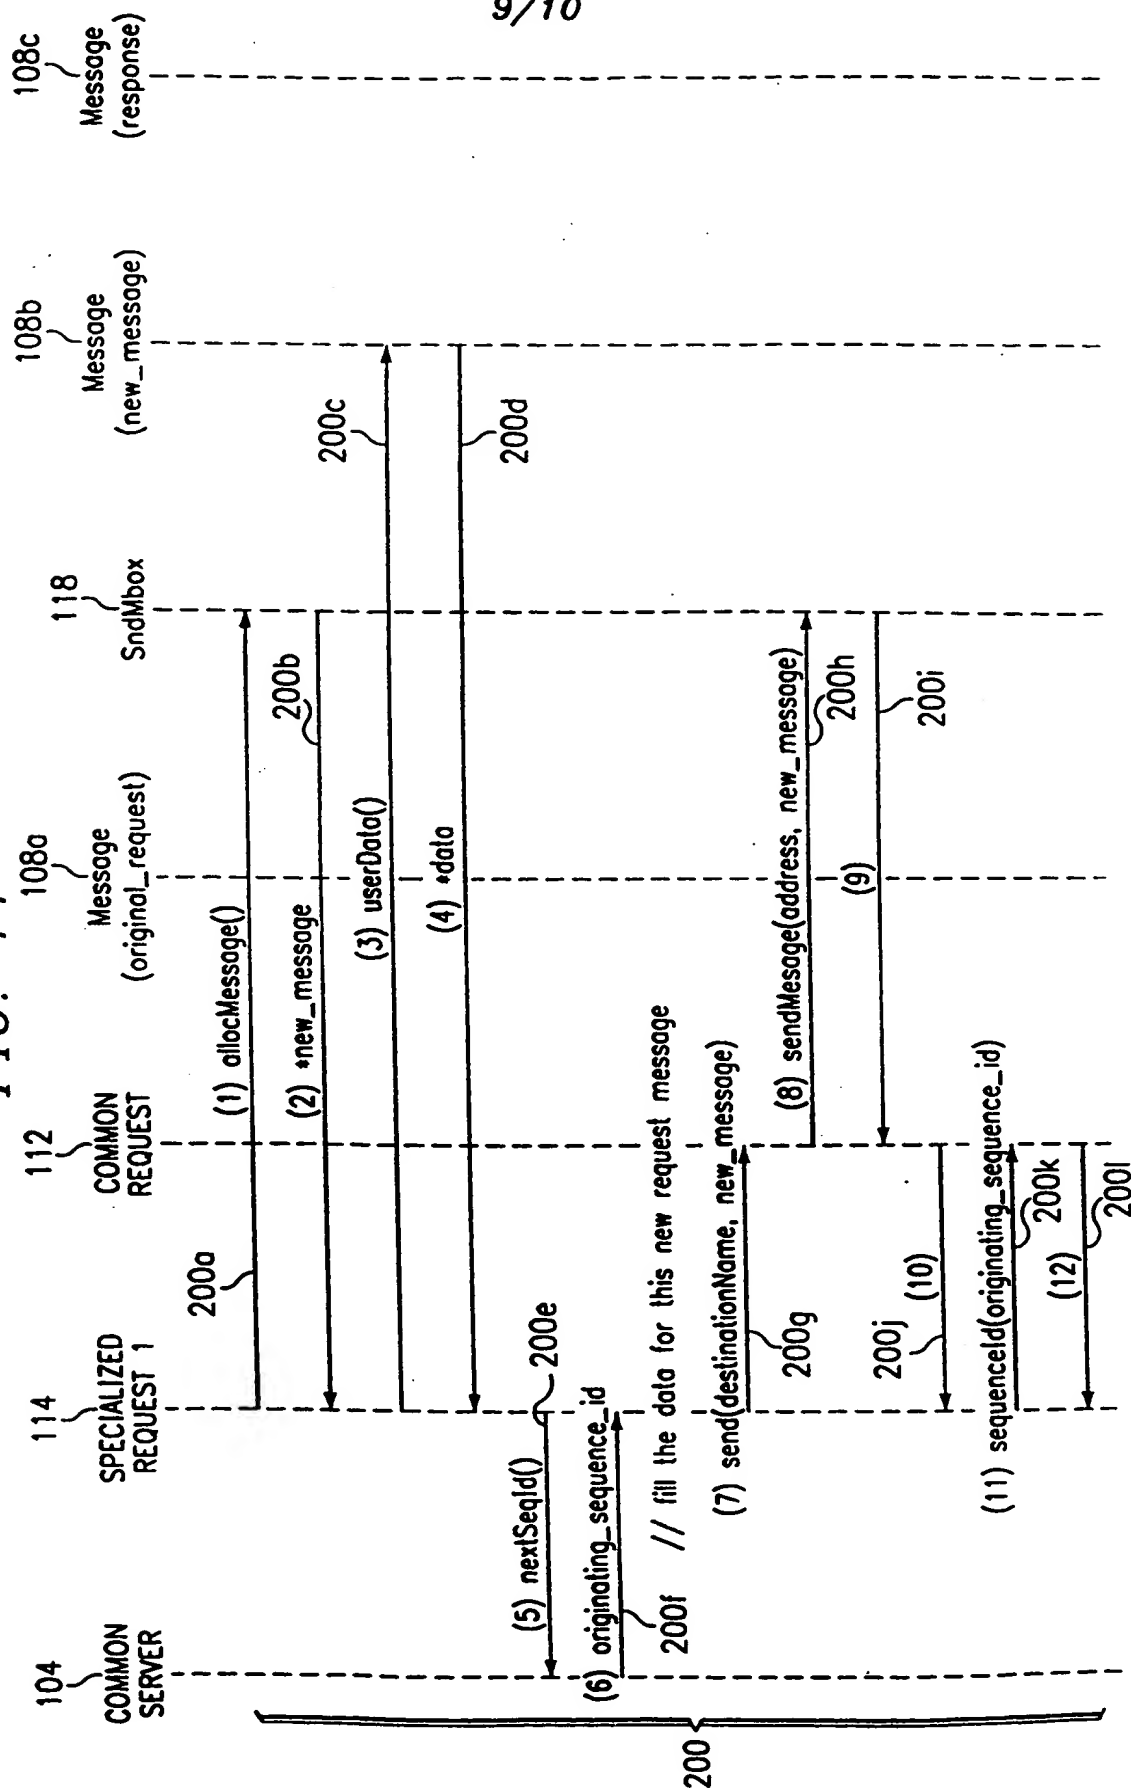 9/10
FIG. 11
104
COMMON
SERVER
114
SPECIALIZED
REQUEST 1
112
COMMON
REQUEST
108a
Message
(original_request)
118
SndMbox
108b
Message
(new_message)
108c
Message
(response)
200a
(1) allocMessage()
(2) *new_message
200b
(3) userData()
200c
(4) *data
200d
(5) nextSeqId()
200e
(6) originating_sequence_id
200f
// fill the data for this new request message
(7) send(destinationName, new_message)
200g
(8) sendMesage(address, new_message)
200h
(9)
200i
(10)
200j
(11) sequenceId(originating_sequence_id)
200k
(12)
200l
200